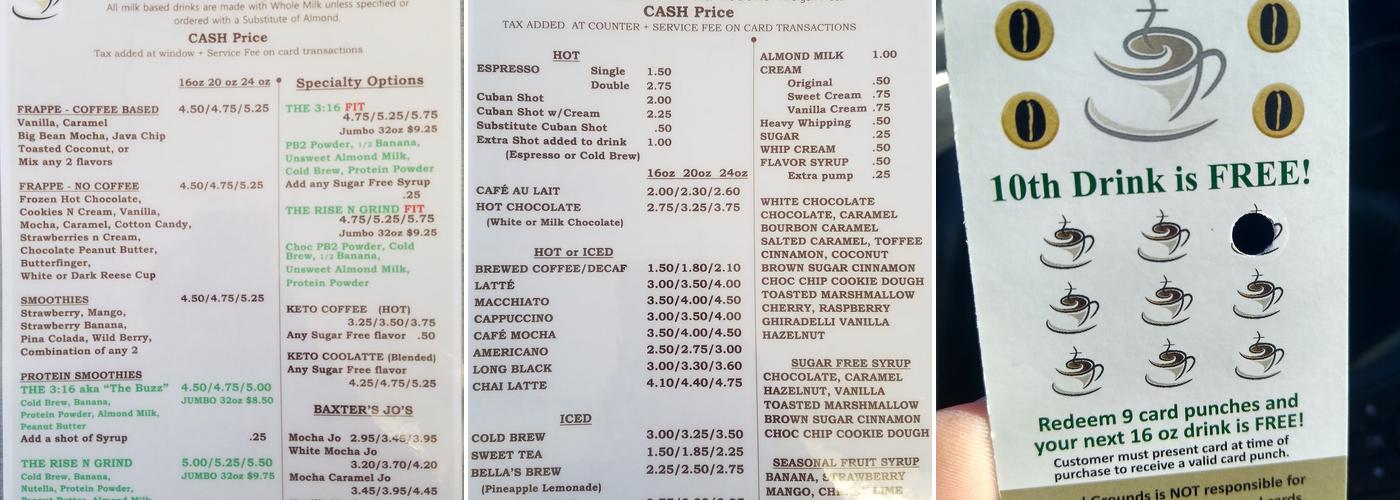 All milk based drinks are made with Whole Milk unless specified or
ordered with a Substitute of Almond.
CASH Price
Tax added at window + Service Fee on card transactions
16oz 20 oz 24 oz
FRAPPE - COFFEE BASED 4.50/4.75/5.25
Vanilla, Caramel
Big Bean Mocha, Java Chip
Toasted Coconut, or
Mix any 2 flavors
FRAPPE - NO COFFEE 4.50/4.75/5.25
Frozen Hot Chocolate,
Cookies N Cream, Vanilla,
Mocha, Caramel, Cotton Candy,
Strawberries n Cream,
Chocolate Peanut Butter,
Butterfinger,
White or Dark Reese Cup
SMOOTHIES 4.50/4.75/5.25
Strawberry, Mango,
Strawberry Banana,
Pina Colada, Wild Berry,
Combination of any 2
PROTEIN SMOOTHIES
THE 3:16 aka "The Buzz" 4.50/4.75/5.00
Cold Brew, Banana, JUMBO 32oz $8.50
Protein Powder, Almond Milk,
Peanut Butter
Add a shot of Syrup .25
THE RISE N GRIND 5.00/5.25/5.50
Cold Brew, Banana, JUMBO 32oz $9.75
Nutella, Protein Powder,
Specialty Options
THE 3:16 FIT
4.75/5.25/5.75
Jumbo 32oz $9.25
PB2 Powder, 1/2 Banana,
Unsweet Almond Milk,
Cold Brew, Protein Powder
Add any Sugar Free Syrup
.25
THE RISE N GRIND FIT
4.75/5.25/5.75
Jumbo 32oz $9.25
Choc PB2 Powder, Cold
Brew, 1/2 Banana,
Unsweet Almond Milk,
Protein Powder
KETO COFFEE (HOT)
3.25/3.50/3.75
Any Sugar Free flavor .50
KETO COOLATTE (Blended)
Any Sugar Free flavor
4.25/4.75/5.25
BAXTER'S JO'S
Mocha Jo 2.95/3.45/3.95
White Mocha Jo
3.20/3.70/4.20
Mocha Caramel Jo
3.45/3.95/4.45
CASH Price
TAX ADDED AT COUNTER + SERVICE FEE ON CARD TRANSACTIONS
HOT
ESPRESSO Single 1.50
Double 2.75
Cuban Shot 2.00
Cuban Shot w/Cream 2.25
Substitute Cuban Shot .50
Extra Shot added to drink 1.00
(Espresso or Cold Brew)
16oz 20oz 24oz
CAFÉ AU LAIT 2.00/2.30/2.60
HOT CHOCOLATE 2.75/3.25/3.75
(White or Milk Chocolate)
HOT or ICED
BREWED COFFEE/DECAF 1.50/1.80/2.10
LATTÉ 3.00/3.50/4.00
MACCHIATO 3.50/4.00/4.50
CAPPUCCINO 3.00/3.50/4.00
CAFÉ MOCHA 3.50/4.00/4.50
AMERICANO 2.50/2.75/3.00
LONG BLACK 3.00/3.30/3.60
CHAI LATTE 4.10/4.40/4.75
ICED
COLD BREW 3.00/3.25/3.50
SWEET TEA 1.50/1.85/2.25
BELLA'S BREW 2.25/2.50/2.75
(Pineapple Lemonade)
ALMOND MILK 1.00
CREAM
Original .50
Sweet Cream .75
Vanilla Cream .75
Heavy Whipping .50
SUGAR .25
WHIP CREAM .50
FLAVOR SYRUP .50
Extra pump .25
WHITE CHOCOLATE
CHOCOLATE, CARAMEL
BOURBON CARAMEL
SALTED CARAMEL, TOFFEE
CINNAMON, COCONUT
BROWN SUGAR CINNAMON
CHOC CHIP COOKIE DOUGH
TOASTED MARSHMALLOW
CHERRY, RASPBERRY
GHIRADELLI VANILLA
HAZELNUT
SUGAR FREE SYRUP
CHOCOLATE, CARAMEL
HAZELNUT, VANILLA
TOASTED MARSHMALLOW
BROWN SUGAR CINNAMON
CHOC CHIP COOKIE DOUGH
SEASONAL FRUIT SYRUP
BANANA, STRAWBERRY
MANGO, LIME
10th Drink is FREE!
Redeem 9 card punches and
your next 16 oz drink is FREE!
Customer must present card at time of
purchase to receive a valid card punch.
Grounds is NOT responsible for